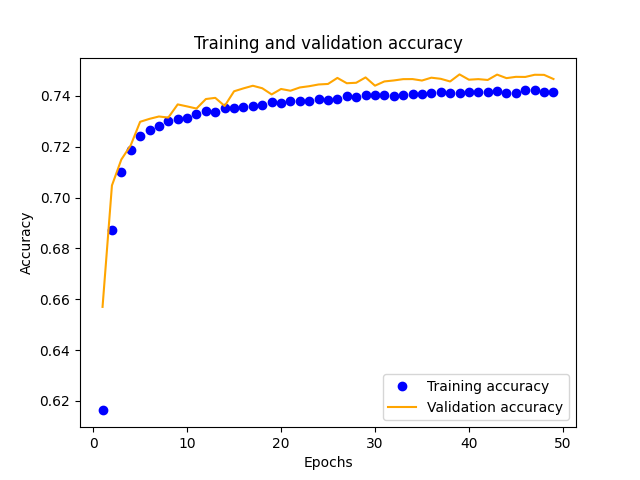 Training and validation accuracy
Accuracy
0.74
0.72
0.70
0.68
0.66
0.64
0.62
Training accuracy
Validation accuracy
0 10 20 30 40 50
Epochs